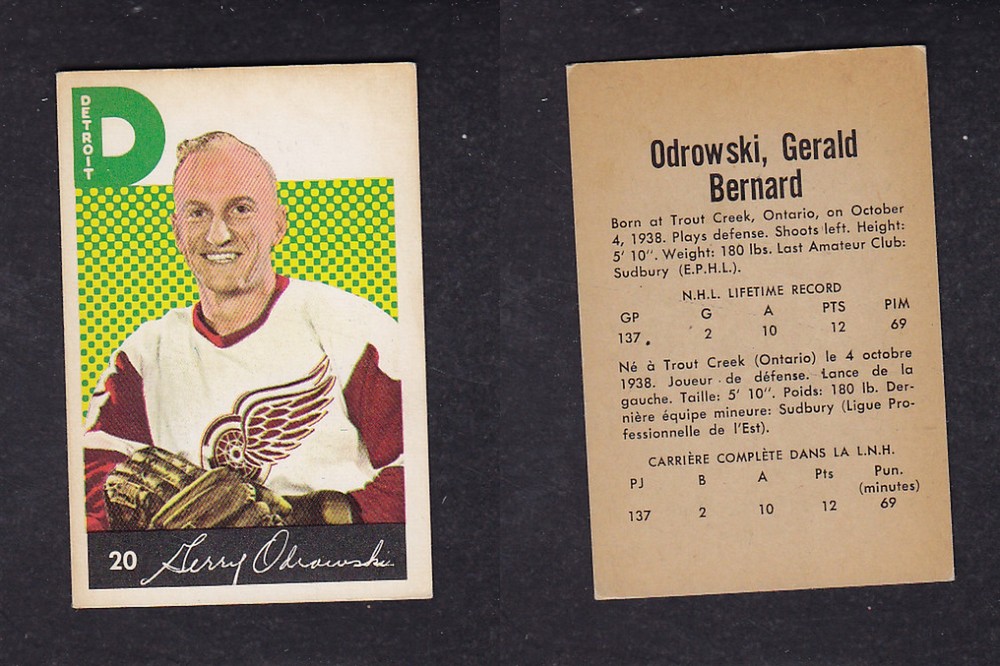 DETROIT
D
20 Gerry Odrowski
Odrowski, Gerald
Bernard
Born at Trout Creek, Ontario, on October
4, 1938. Plays defense. Shoots left. Height:
5' 10". Weight: 180 lbs. Last Amateur Club:
Sudbury (E.P.H.L.).
N.H.L. LIFETIME RECORD
GP G A PTS PIM
137 2 10 12 69
Né à Trout Creek (Ontario) le 4 octobre
1938. Joueur de défense. Lance de la
gauche. Taille: 5' 10". Poids: 180 lb. Der-
nière équipe mineure: Sudbury (Ligue Pro-
fessionnelle de l'Est).
CARRIÈRE COMPLÈTE DANS LA L.N.H.
PJ B A Pts Pun.
(minutes)
137 2 10 12 69